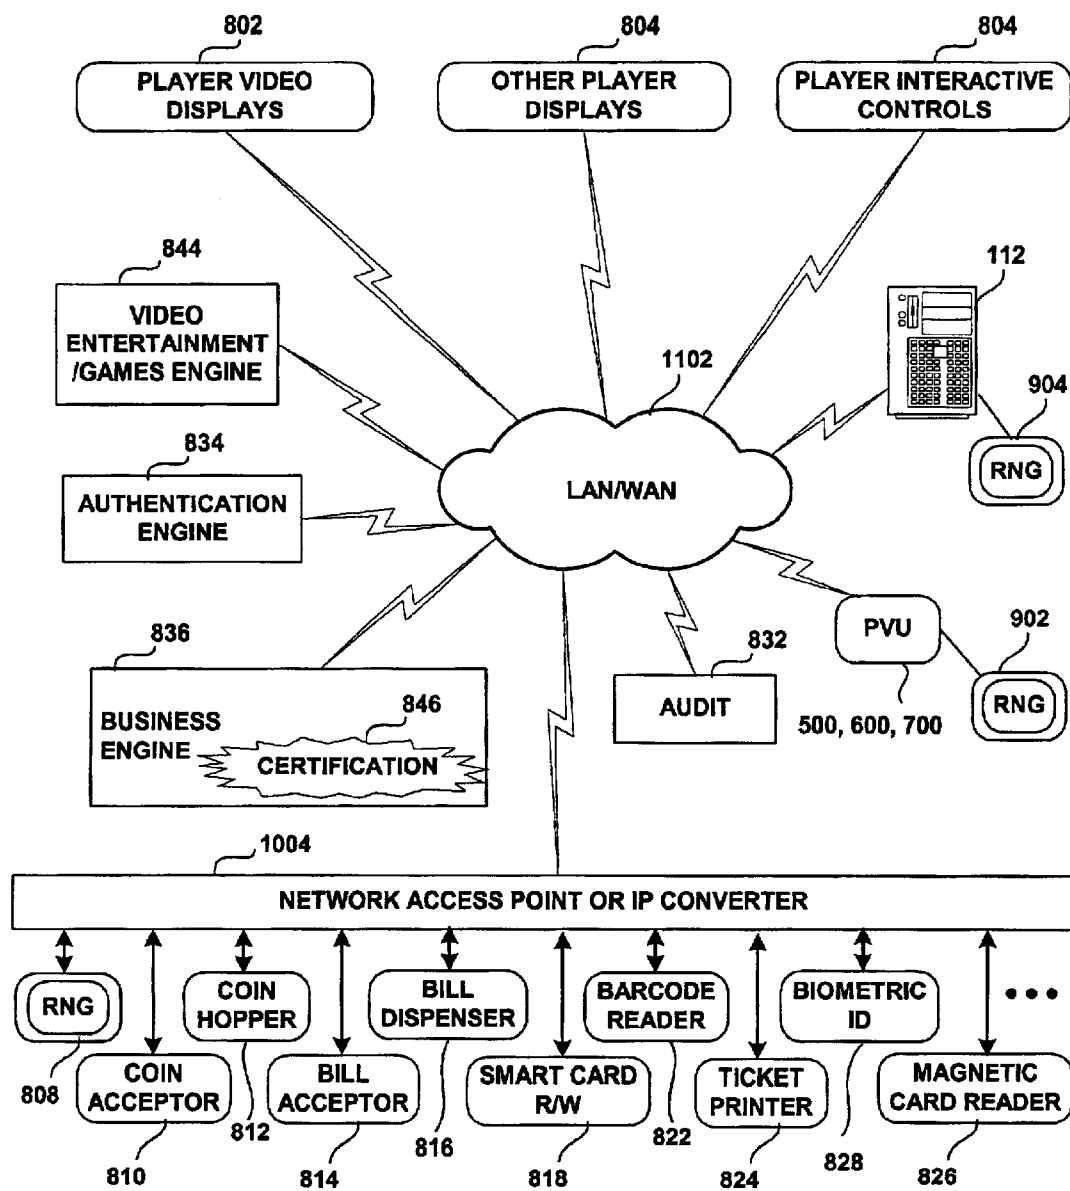 802
804
804
PLAYER VIDEO
DISPLAYS
OTHER PLAYER
DISPLAYS
PLAYER INTERACTIVE
CONTROLS
844
VIDEO
ENTERTAINMENT
/GAMES ENGINE
112
1102
904
RNG
834
AUTHENTICATION
ENGINE
LAN/WAN
836
BUSINESS
ENGINE
846
CERTIFICATION
832
AUDIT
PVU
500, 600, 700
902
RNG
1004
NETWORK ACCESS POINT OR IP CONVERTER
RNG
COIN
HOPPER
BILL
DISPENSER
BARCODE
READER
BIOMETRIC
ID
808
COIN
ACCEPTOR
812
BILL
ACCEPTOR
816
SMART CARD
R/W
822
TICKET
PRINTER
828
MAGNETIC
CARD READER
810
814
818
824
826